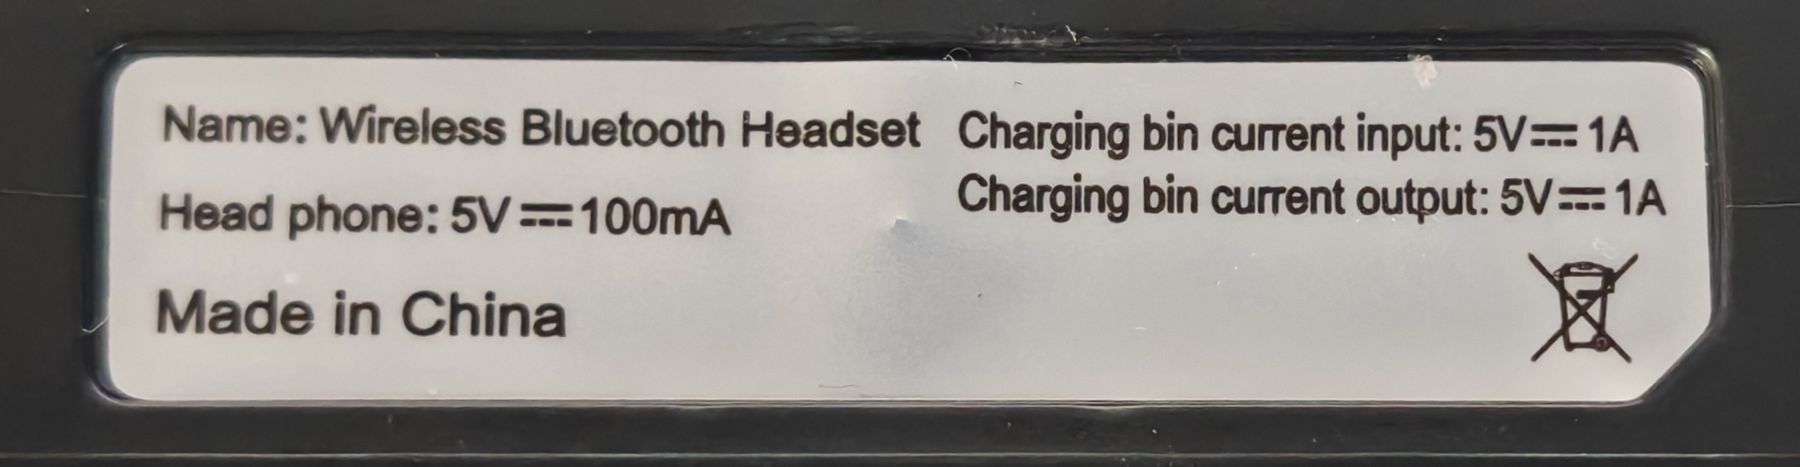 Name: Wireless Bluetooth Headset
Head phone: 5V⎓100mA
Made in China
Charging bin current input: 5V⎓1A
Charging bin current output: 5V⎓1A